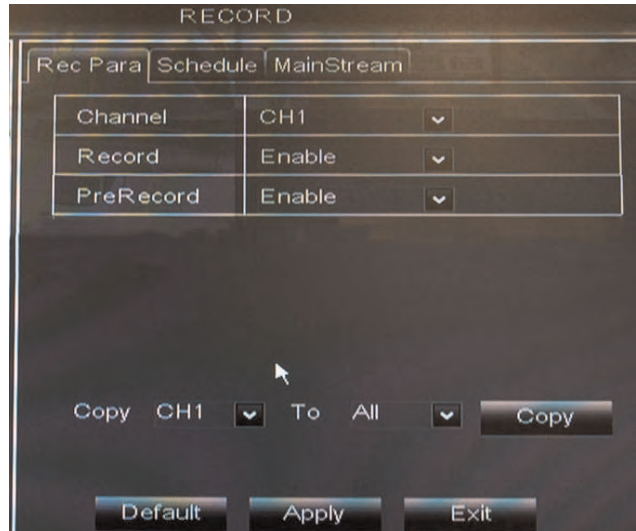 RECORD
Rec Para Schedule MainStream
Channel CH1
Record Enable
PreRecord Enable
Copy CH1 To All Copy
Default Apply Exit